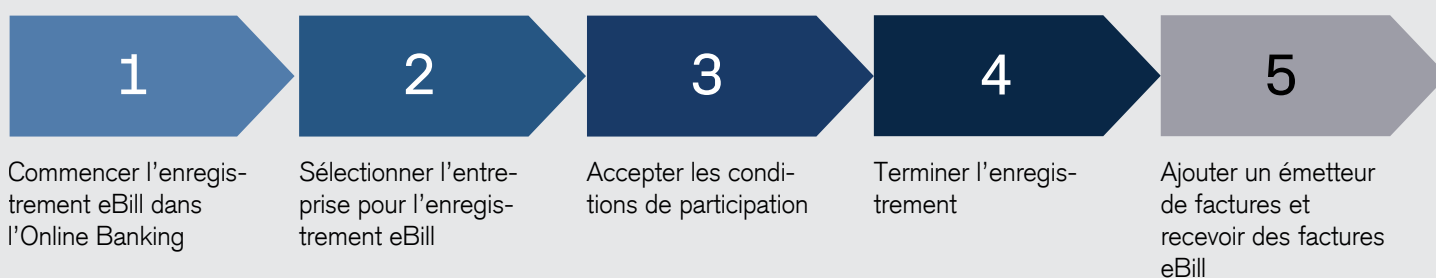 1
Commencer l'enregis-
trement eBill dans
l'Online Banking
2
Sélectionner l'entre-
prise pour l'enregis-
trement eBill
3
Accepter les condi-
tions de participation
4
Terminer l'enregis-
trement
5
Ajouter un émetteur
de factures et
recevoir des factures
eBill